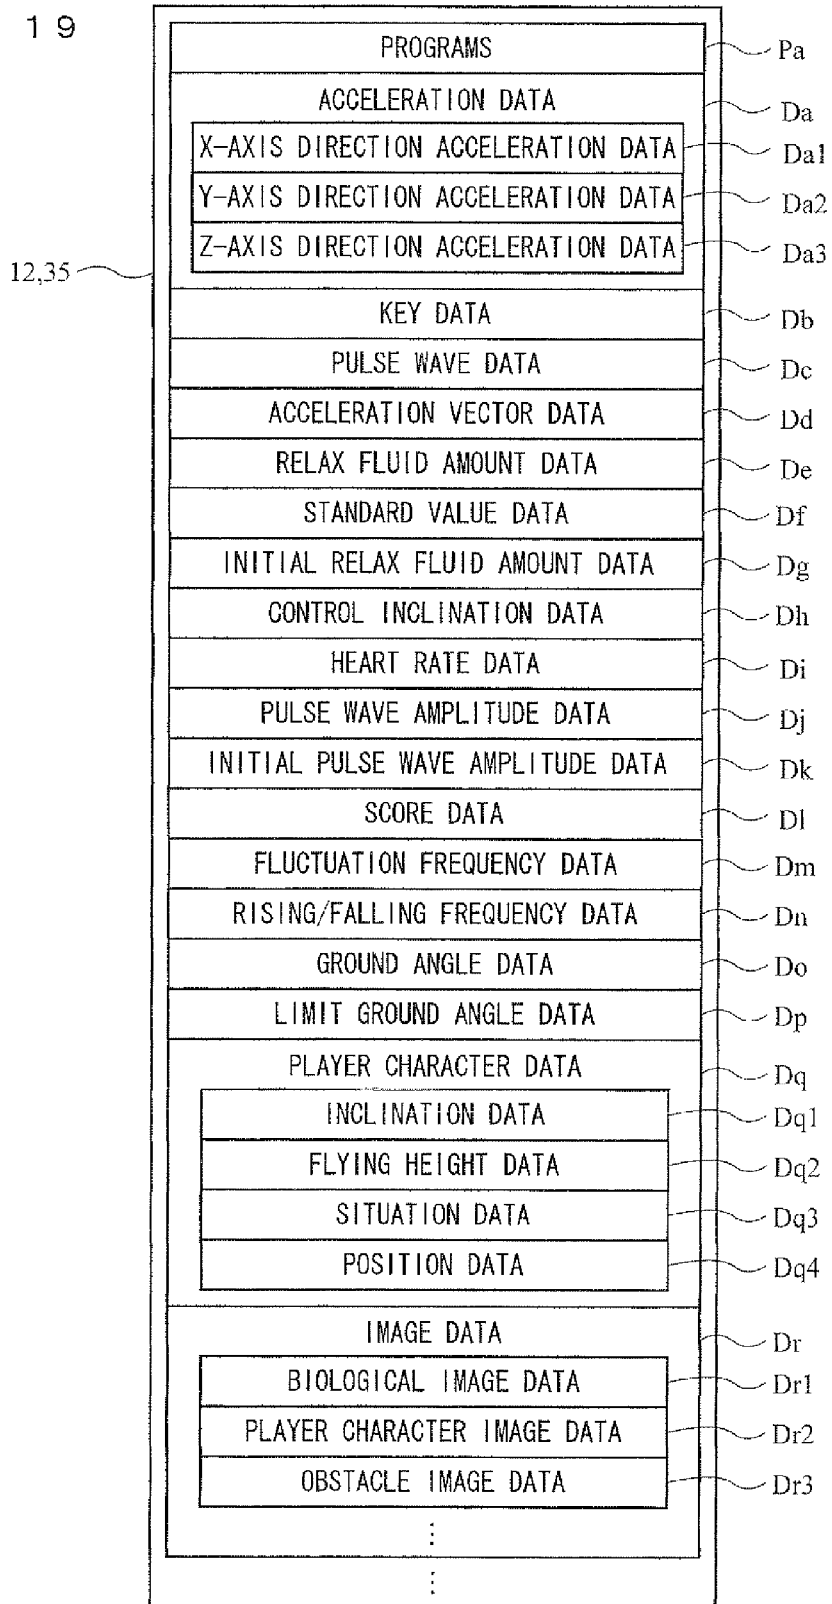 １９
PROGRAMS Pa
ACCELERATION DATA Da
X-AXIS DIRECTION ACCELERATION DATA Da1
Y-AXIS DIRECTION ACCELERATION DATA Da2
Z-AXIS DIRECTION ACCELERATION DATA Da3
12,35
KEY DATA Db
PULSE WAVE DATA Dc
ACCELERATION VECTOR DATA Dd
RELAX FLUID AMOUNT DATA De
STANDARD VALUE DATA Df
INITIAL RELAX FLUID AMOUNT DATA Dg
CONTROL INCLINATION DATA Dh
HEART RATE DATA Di
PULSE WAVE AMPLITUDE DATA Dj
INITIAL PULSE WAVE AMPLITUDE DATA Dk
SCORE DATA Dl
FLUCTUATION FREQUENCY DATA Dm
RISING/FALLING FREQUENCY DATA Dn
GROUND ANGLE DATA Do
LIMIT GROUND ANGLE DATA Dp
PLAYER CHARACTER DATA Dq
INCLINATION DATA Dq1
FLYING HEIGHT DATA Dq2
SITUATION DATA Dq3
POSITION DATA Dq4
IMAGE DATA Dr
BIOLOGICAL IMAGE DATA Dr1
PLAYER CHARACTER IMAGE DATA Dr2
OBSTACLE IMAGE DATA Dr3
⋮
⋮